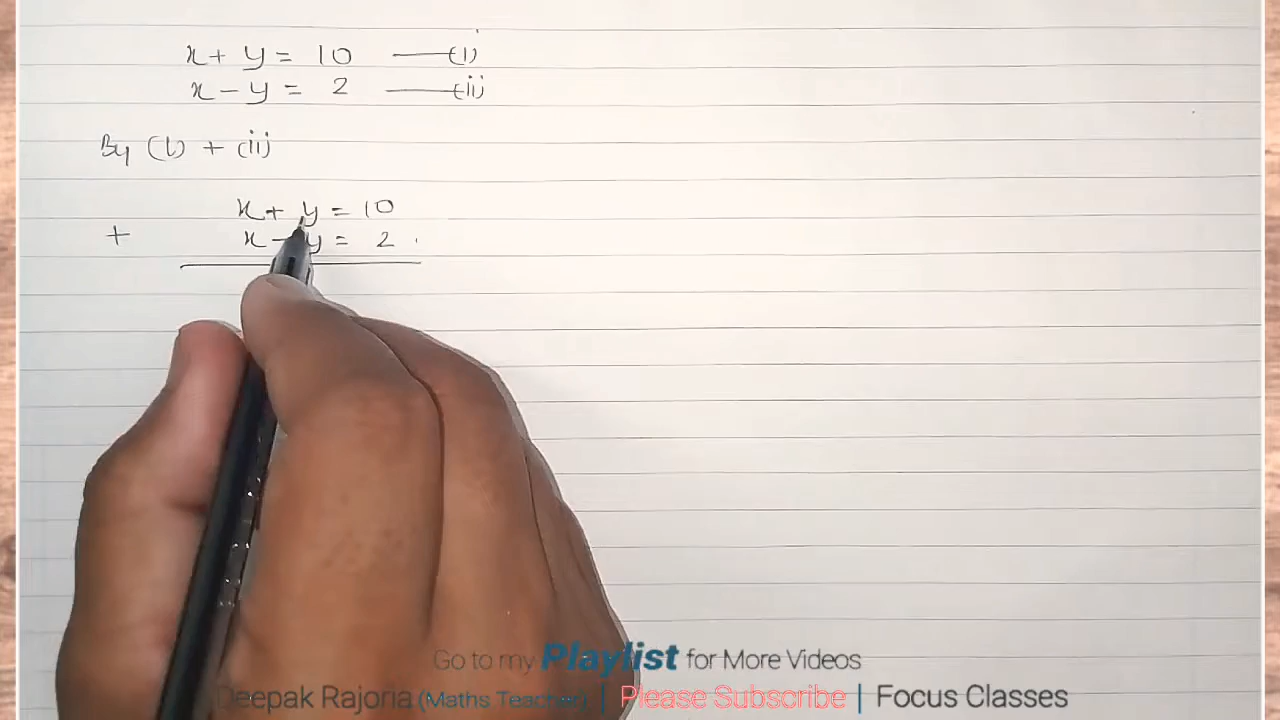 x + y = 10 —(i)
x - y = 2 —(ii)
By (i) + (ii)
x + y = 10
+ x - y = 2
Go to my Playlist for More Videos
Deepak Rajoria (Maths Teacher) | Please Subscribe | Focus Classes